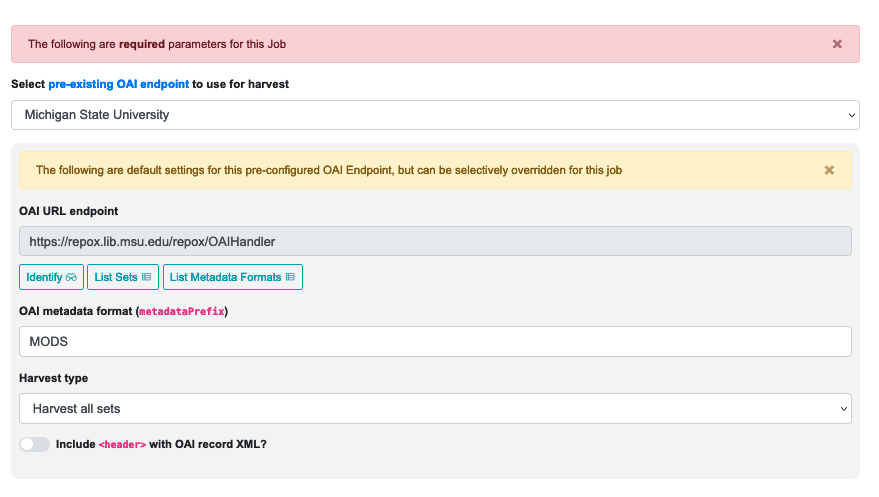 The following are required parameters for this Job
Select pre-existing OAI endpoint to use for harvest
Michigan State University
The following are default settings for this pre-configured OAI Endpoint, but can be selectively overridden for this job
OAI URL endpoint
https://repox.lib.msu.edu/repox/OAIHandler
Identify List Sets List Metadata Formats
OAI metadata format (metadataPrefix)
MODS
Harvest type
Harvest all sets
Include <header> with OAI record XML?